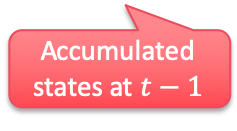 Accumulated
states at 𝑡 − 1